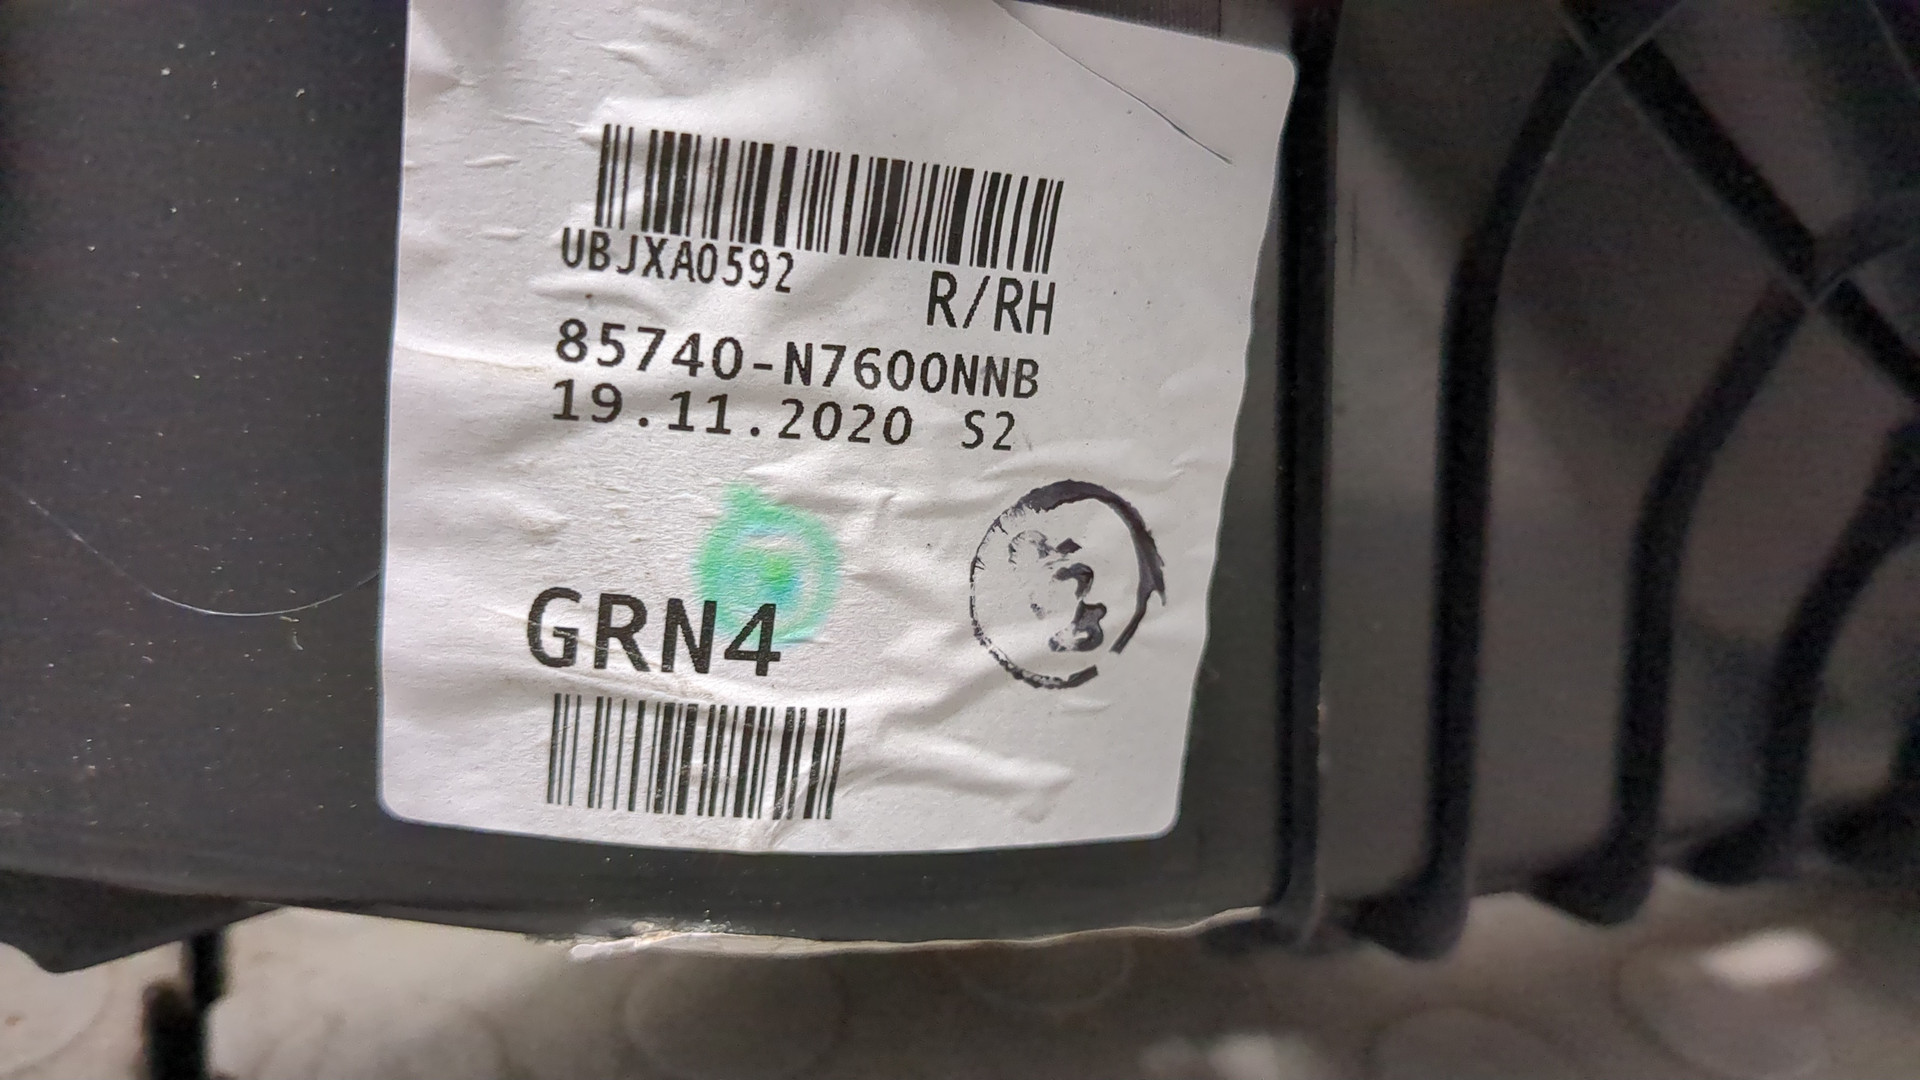 UBJXA0592
R/RH
85740-N7600NNB
19.11.2020 S2
GRN4